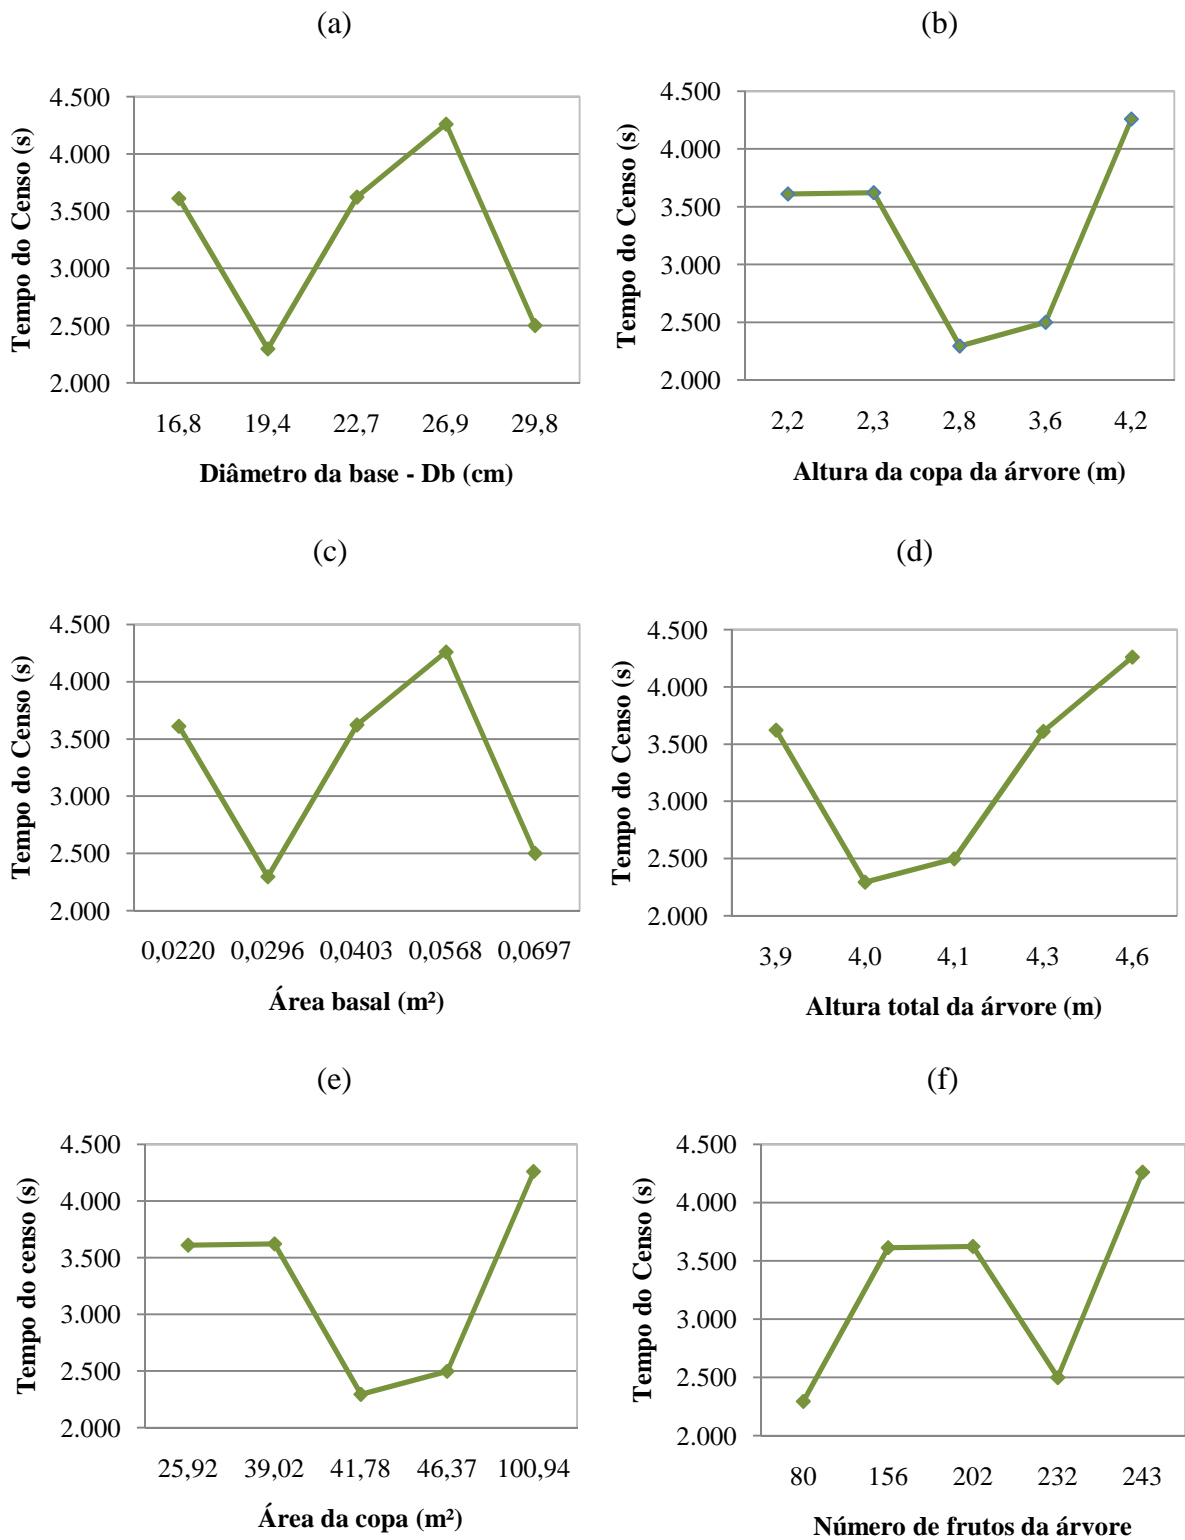 (a)
Tempo do Censo (s)
4.500
4.000
3.500
3.000
2.500
2.000
16,8 19,4 22,7 26,9 29,8
Diâmetro da base - Db (cm)
(b)
Tempo do Censo (s)
4.500
4.000
3.500
3.000
2.500
2.000
2,2 2,3 2,8 3,6 4,2
Altura da copa da árvore (m)
(c)
Tempo do Censo (s)
4.500
4.000
3.500
3.000
2.500
2.000
0,0220 0,0296 0,0403 0,0568 0,0697
Área basal (m²)
(d)
Tempo do Censo (s)
4.500
4.000
3.500
3.000
2.500
2.000
3,9 4,0 4,1 4,3 4,6
Altura total da árvore (m)
(e)
Tempo do censo (s)
4.500
4.000
3.500
3.000
2.500
2.000
25,92 39,02 41,78 46,37 100,94
Área da copa (m²)
(f)
Tempo do Censo (s)
4.500
4.000
3.500
3.000
2.500
2.000
80 156 202 232 243
Número de frutos da árvore